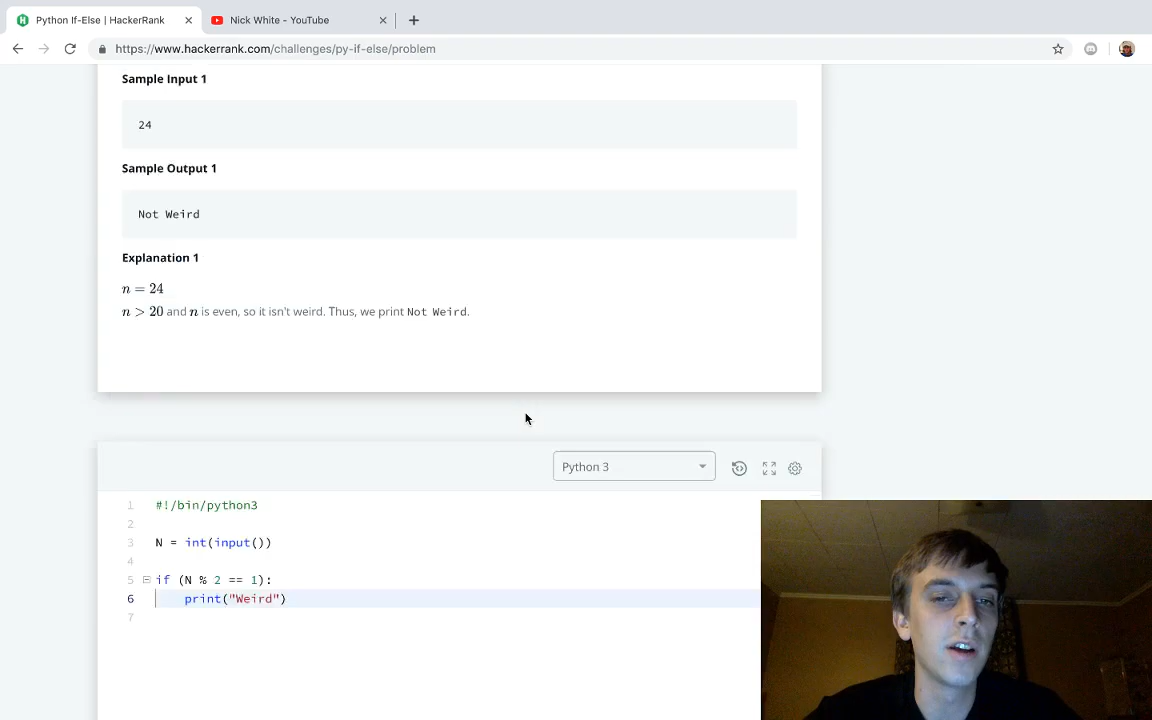 Python If-Else | HackerRank
Nick White - YouTube
https://www.hackerrank.com/challenges/py-if-else/problem
Sample Input 1
24
Sample Output 1
Not Weird
Explanation 1
n = 24
n > 20 and n is even, so it isn't weird. Thus, we print Not Weird.
Python 3
1 #!/bin/python3
2
3 N = int(input())
4
5 if (N % 2 == 1):
6 print("Weird")
7